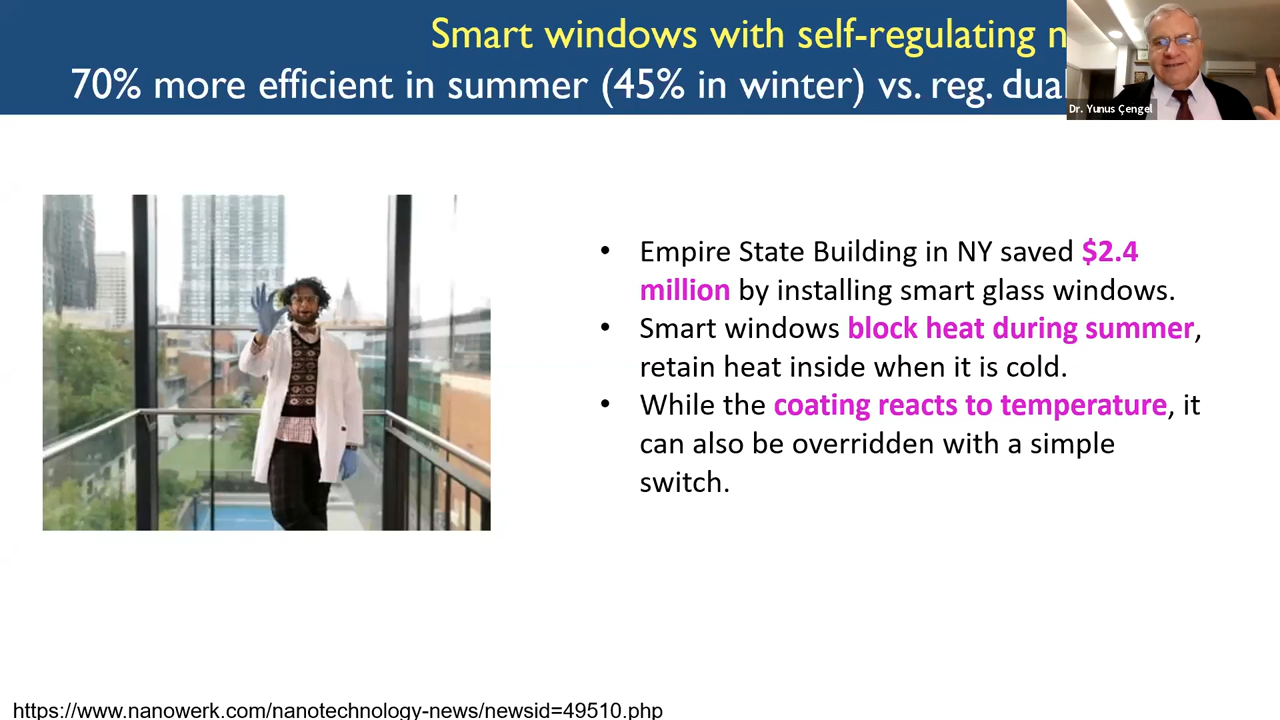 Smart windows with self-regulating
70% more efficient in summer (45% in winter) vs. reg.
Dr. Yunus Çengel
• Empire State Building in NY saved $2.4
million by installing smart glass windows.
• Smart windows block heat during summer,
retain heat inside when it is cold.
• While the coating reacts to temperature, it
can also be overridden with a simple
switch.
https://www.nanowerk.com/nanotechnology-news/newsid=49510.php